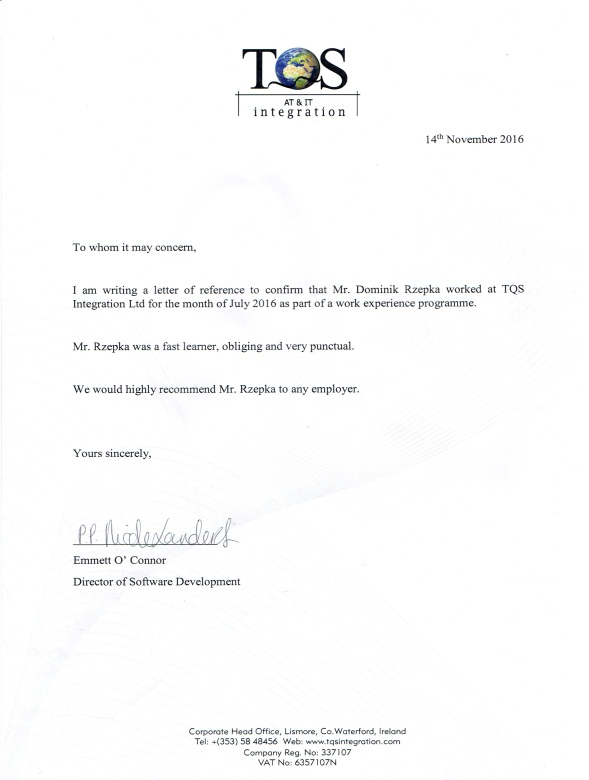 TQS
AT & IT
integration
14th November 2016
To whom it may concern,
I am writing a letter of reference to confirm that Mr. Dominik Rzepka worked at TQS
Integration Ltd for the month of July 2016 as part of a work experience programme.
Mr. Rzepka was a fast learner, obliging and very punctual.
We would highly recommend Mr. Rzepka to any employer.
Yours sincerely,
P.P.
Emmett O' Connor
Director of Software Development
Corporate Head Office, Lismore, Co.Waterford, Ireland
Tel: +(353) 58 48456 Web: www.tqsintegration.com
Company Reg. No: 337107
VAT No: 6357107N